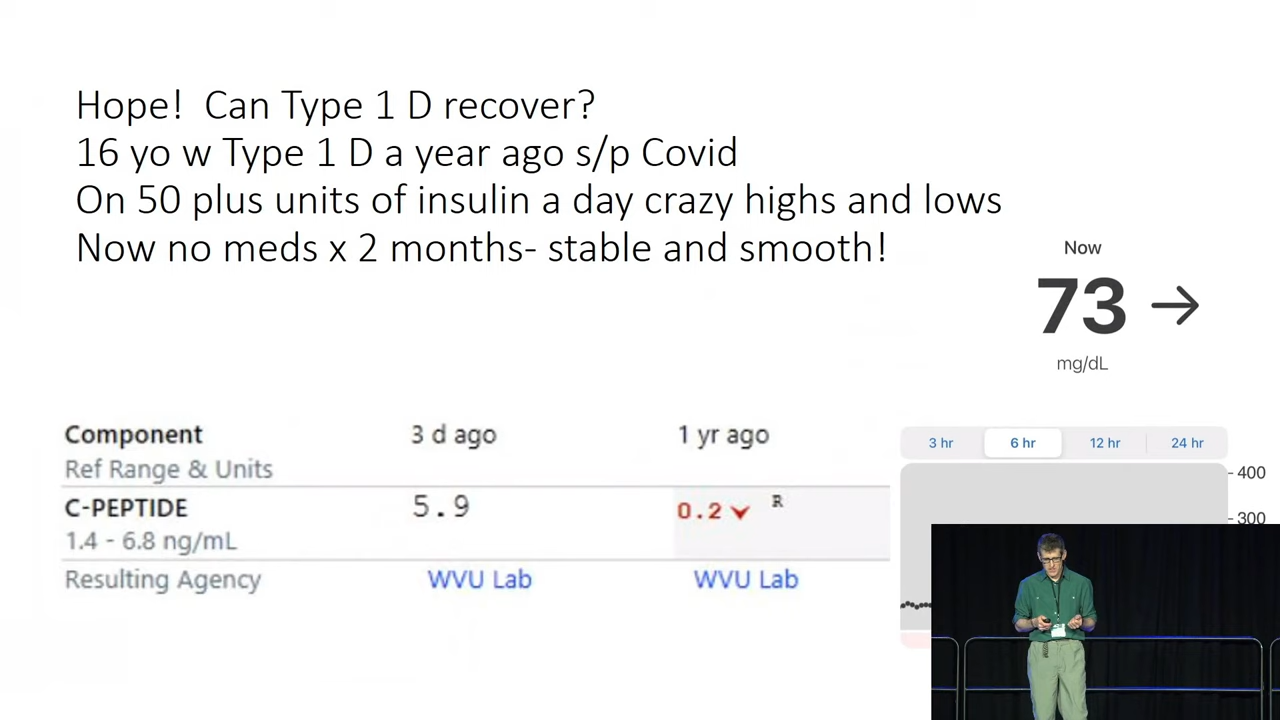 Hope!  Can Type 1 D recover?
16 yo w Type 1 D a year ago s/p Covid
On 50 plus units of insulin a day crazy highs and lows
Now no meds x 2 months- stable and smooth!
Now
73 →
mg/dL
Component 3 d ago 1 yr ago
Ref Range & Units
C-PEPTIDE 5.9 0.2 R
1.4 - 6.8 ng/mL
Resulting Agency WVU Lab WVU Lab
3 hr 6 hr 12 hr 24 hr
400
300